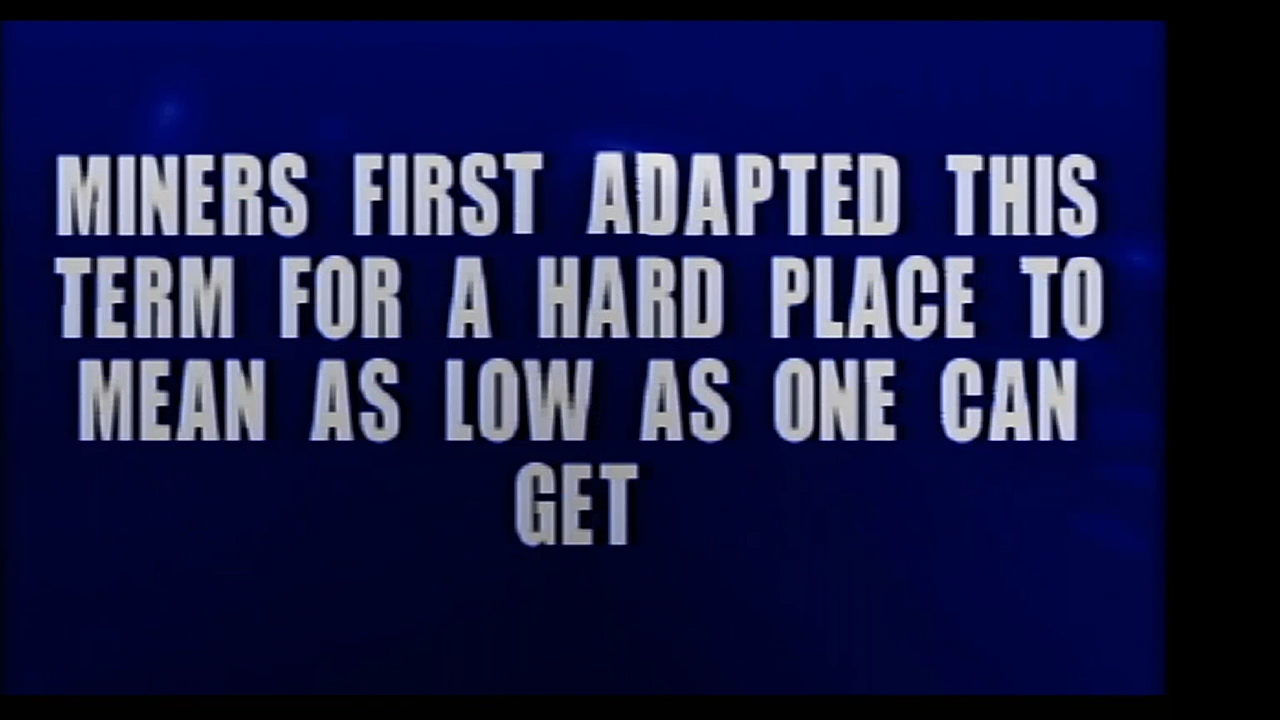 MINERS FIRST ADAPTED THIS
TERM FOR A HARD PLACE TO
MEAN AS LOW AS ONE CAN
GET